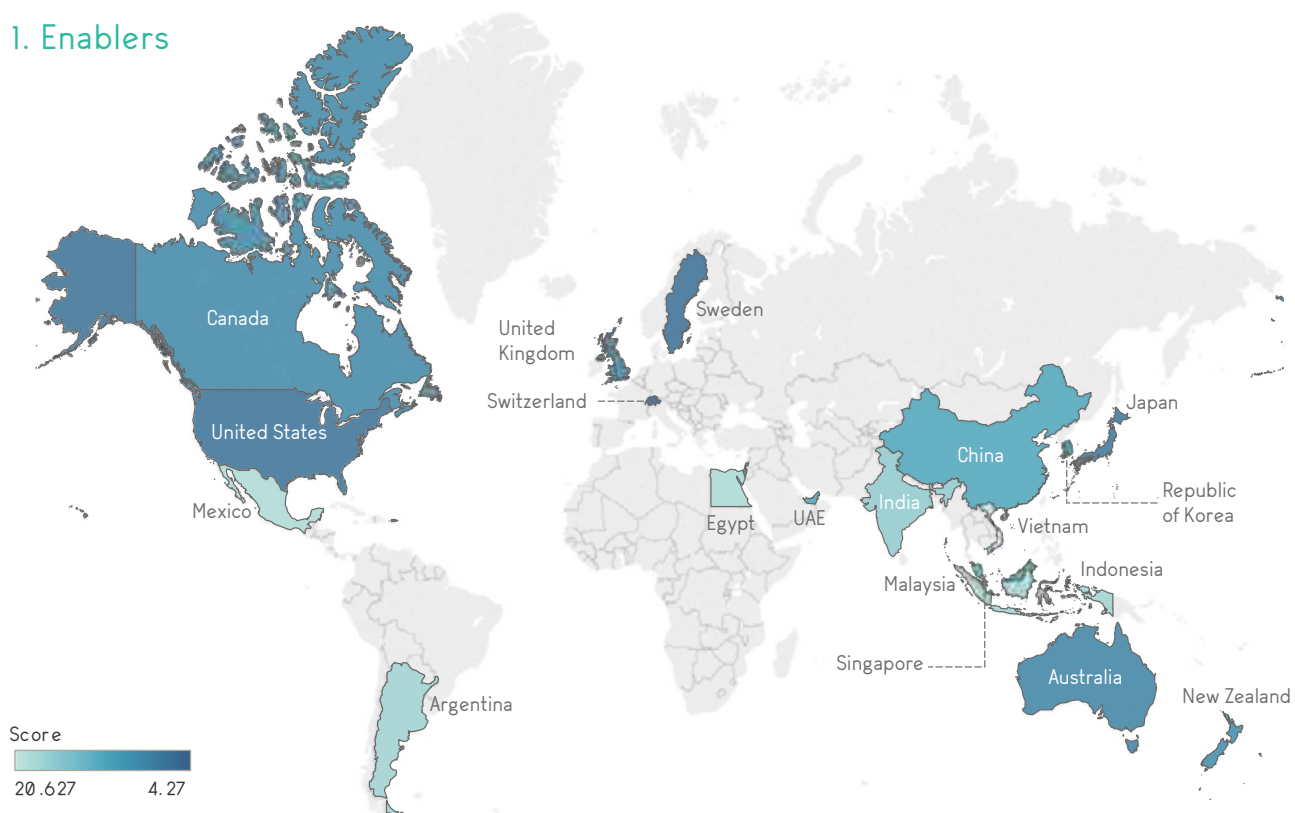 1. Enablers
Canada
United
Kingdom
Sweden
Switzerland
United States
Japan
China
Mexico
Egypt
UAE
India
Republic
of Korea
Vietnam
Malaysia
Indonesia
Singapore
Australia
Argentina
New Zealand
Score
20.627
4.27